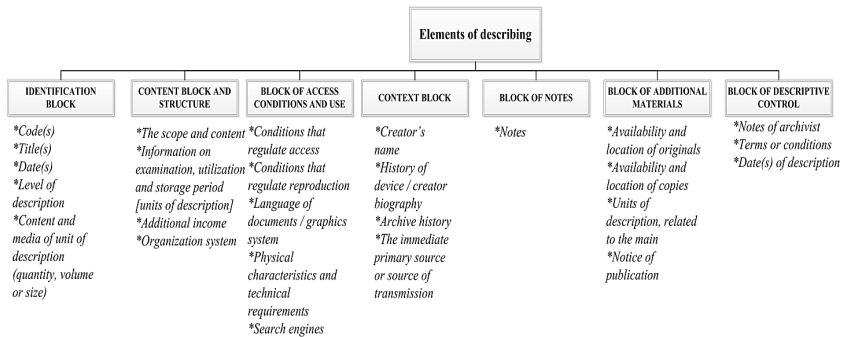 Elements of describing
IDENTIFICATION
BLOCK
*Code(s)
*Title(s)
*Date(s)
*Level of
description
*Content and
media of unit of
description
(quantity, volume
or size)
CONTENT BLOCK AND
STRUCTURE
*The scope and content
*Information on
examination, utilization
and storage period
[units of description]
*Additional income
*Organization system
BLOCK OF ACCESS
CONDITIONS AND USE
*Conditions that
regulate access
*Conditions that
regulate reproduction
*Language of
documents / graphics
system
*Physical
characteristics and
technical
requirements
*Search engines
CONTEXT BLOCK
*Creator's
name
*History of
device / creator
biography
*Archive history
*The immediate
primary source
or source of
transmission
BLOCK OF NOTES
*Notes
BLOCK OF ADDITIONAL
MATERIALS
*Availability and
location of originals
*Availability and
location of copies
*Units of
description, related
to the main
*Notice of
publication
BLOCK OF DESCRIPTIVE
CONTROL
*Notes of archivist
*Terms or conditions
*Date(s) of description